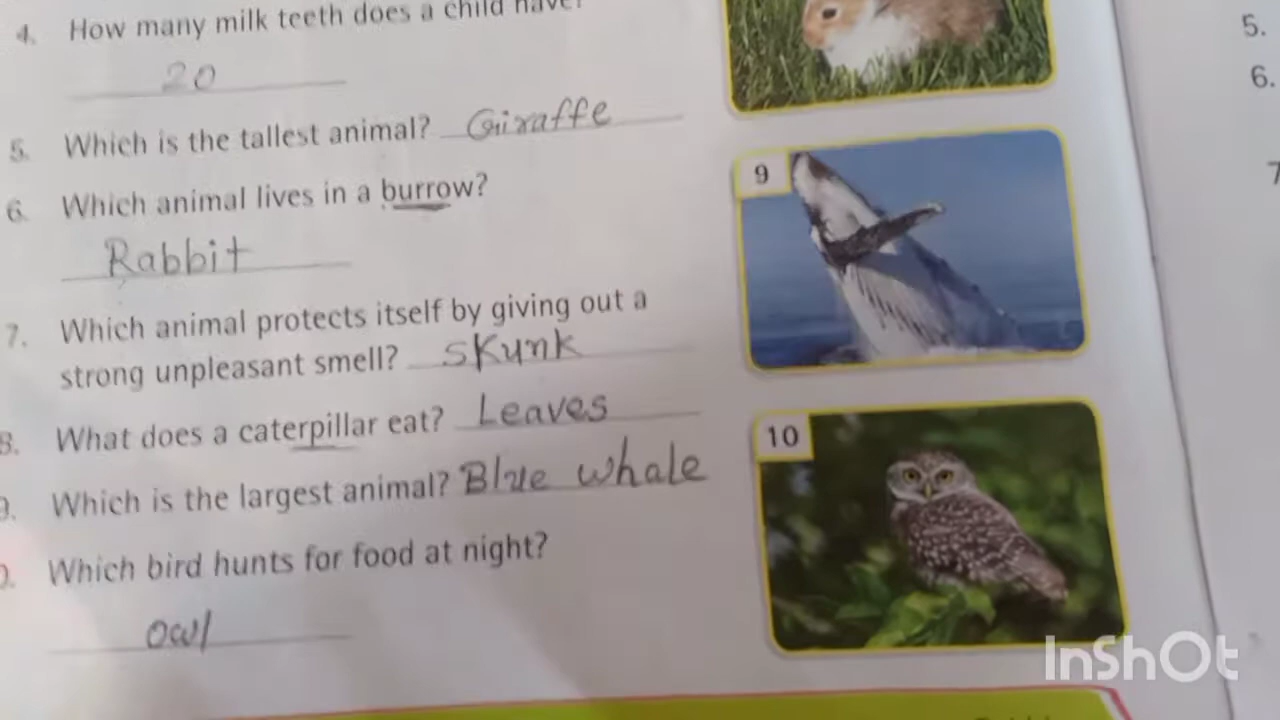 4. How many milk teeth does a child have?
20
5. Which is the tallest animal? Giraffe
6. Which animal lives in a burrow?
Rabbit
7. Which animal protects itself by giving out a
strong unpleasant smell? skunk
8. What does a caterpillar eat? Leaves
9. Which is the largest animal? Blue whale
Which bird hunts for food at night?
owl
9
10
5.
6.
7
InShOt